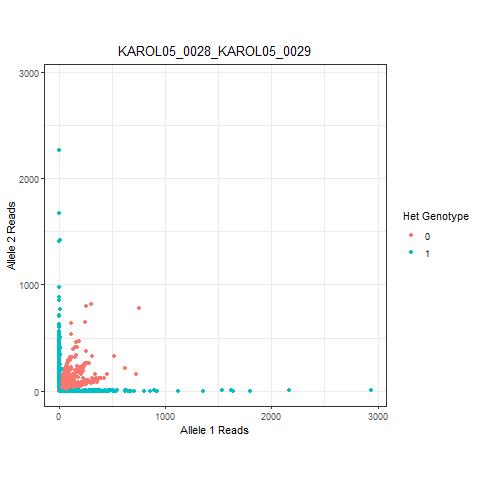 KAROL05_0028_KAROL05_0029
3000
2000
1000
0
Allele 2 Reads
0 1000 2000 3000
Allele 1 Reads
Het Genotype
0
1